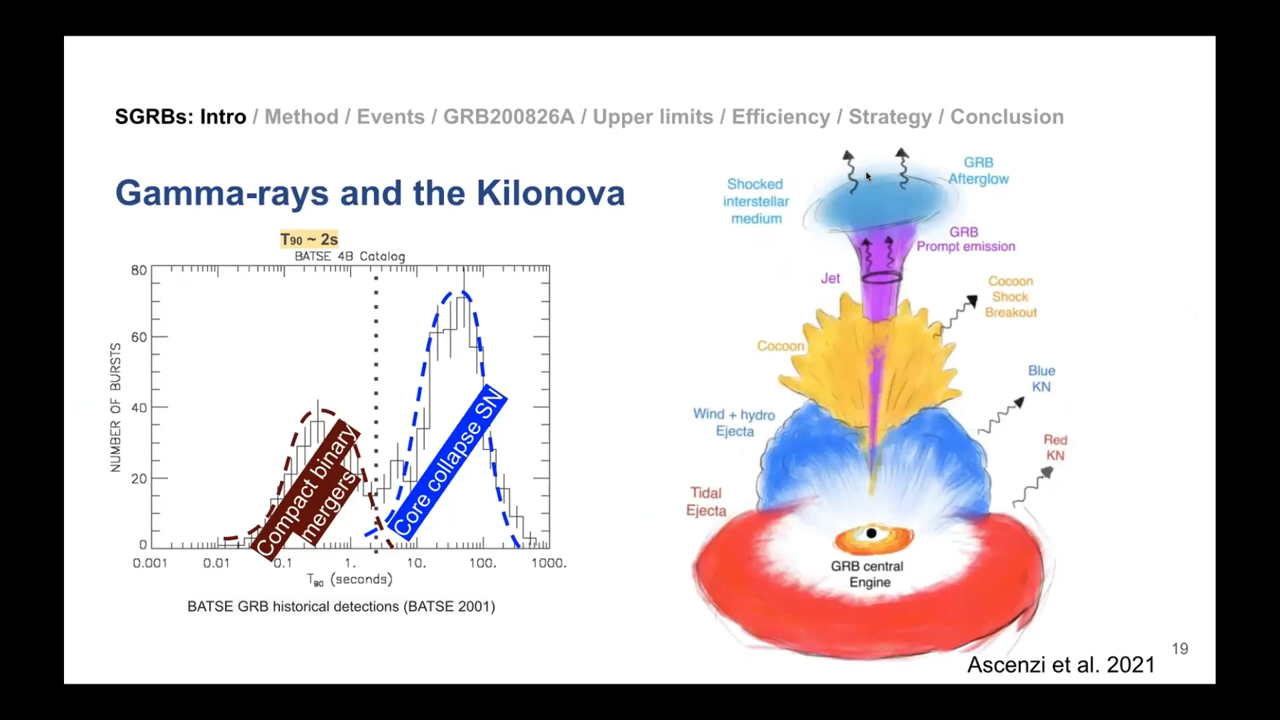 SGRBs: Intro / Method / Events / GRB200826A / Upper limits / Efficiency / Strategy / Conclusion
Gamma-rays and the Kilonova
T90 ~ 2s
BATSE 4B Catalog
NUMBER OF BURSTS
80
60
40
20
0
0.001
0.01
0.1
1.
10.
100.
1000.
T90 (seconds)
Compact binary
mergers
Core collapse SN
BATSE GRB historical detections (BATSE 2001)
GRB
Afterglow
Shocked
interstellar
medium
GRB
Prompt emission
Jet
Cocoon
Shock
Breakout
Cocoon
Blue
KN
Wind + hydro
Ejecta
Red
KN
Tidal
Ejecta
GRB central
Engine
19
Ascenzi et al. 2021